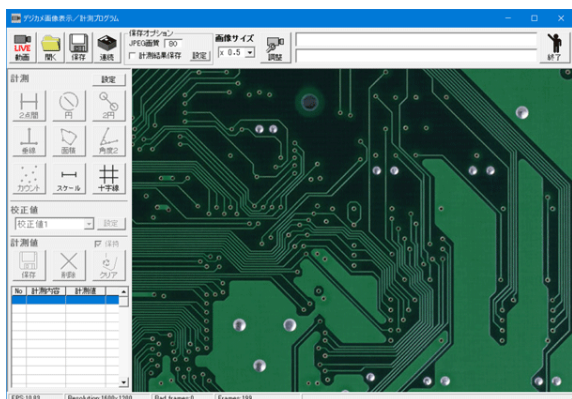 デジカメ画像表示／計測プログラム
LIVE
動画
開く
保存
連続
保存オプション
JPEG画質 80
計測結果保存 設定
画像サイズ
x 0.5
調整
終了
計測 設定
2点間 円 2円
垂線 面積 角度2
カウント スケール 十字線
校正値
校正値1 設定
計測値 保持
保存 削除 クリア
No 計測内容 計測値
Resolution:1600×1200 Bad frames:0 Frames:199